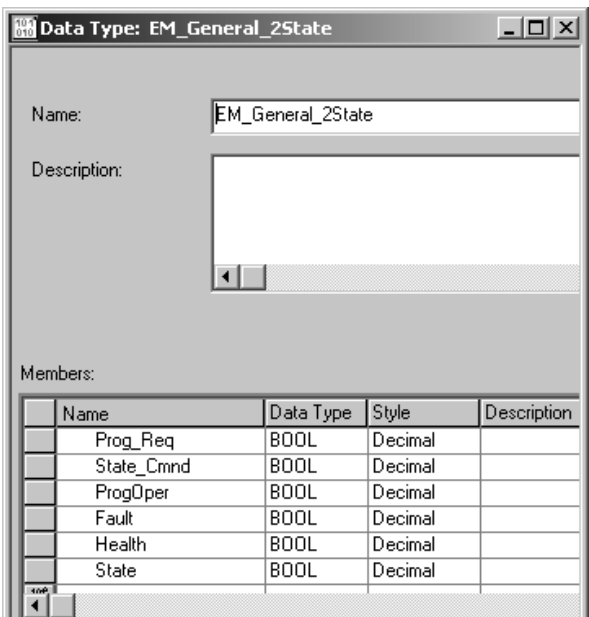 Data Type: EM_General_2State
Name:
EM_General_2State
Description:
Members:
Name Data Type Style Description
Prog_Req BOOL Decimal
State_Cmnd BOOL Decimal
ProgOper BOOL Decimal
Fault BOOL Decimal
Health BOOL Decimal
State BOOL Decimal